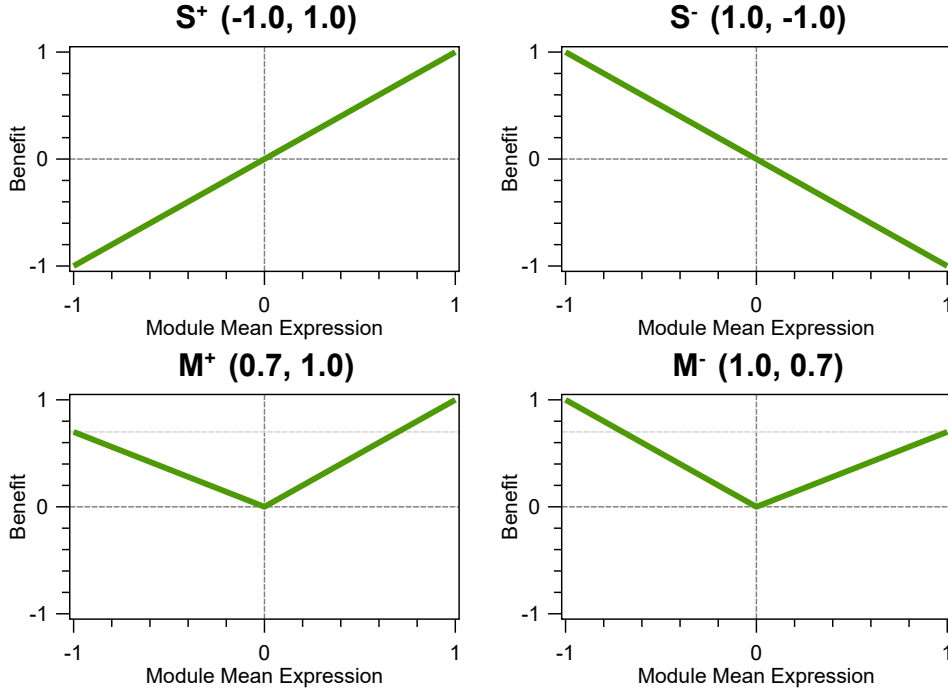 S⁺ (-1.0, 1.0)
1
0
-1
Benefit
-1
0
1
Module Mean Expression
S⁻ (1.0, -1.0)
1
0
-1
Benefit
-1
0
1
Module Mean Expression
M⁺ (0.7, 1.0)
1
0
-1
Benefit
-1
0
1
Module Mean Expression
M⁻ (1.0, 0.7)
1
0
-1
Benefit
-1
0
1
Module Mean Expression